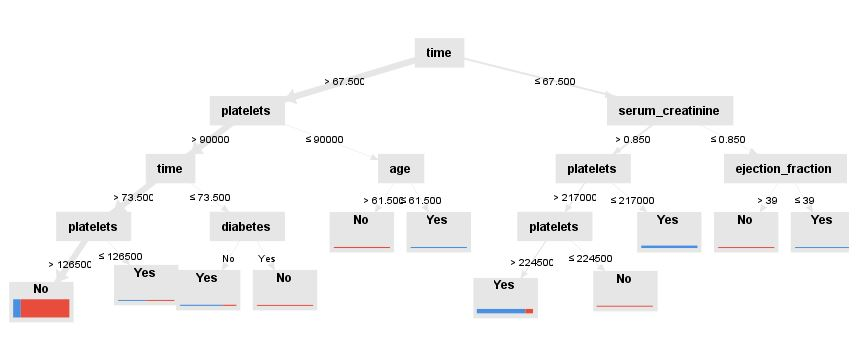 time
> 67.500
≤ 67.500
platelets
serum_creatinine
> 90000
≤ 90000
> 0.850
≤ 0.850
time
age
platelets
ejection_fraction
> 73.500
≤ 73.500
> 61.500
≤ 61.500
> 217000
≤ 217000
> 39
≤ 39
platelets
diabetes
No
Yes
platelets
Yes
No
Yes
> 126500
≤ 126500
No
Yes
> 224500
≤ 224500
No
Yes
Yes
No
Yes
No